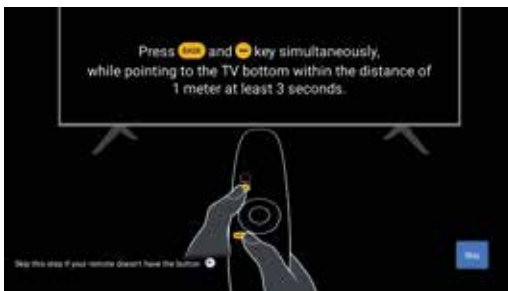 Press BACK and key simultaneously,
while pointing to the TV bottom within the distance of
1 meter at least 3 seconds.
Skip this step if your remote doesn't have the button
Skip